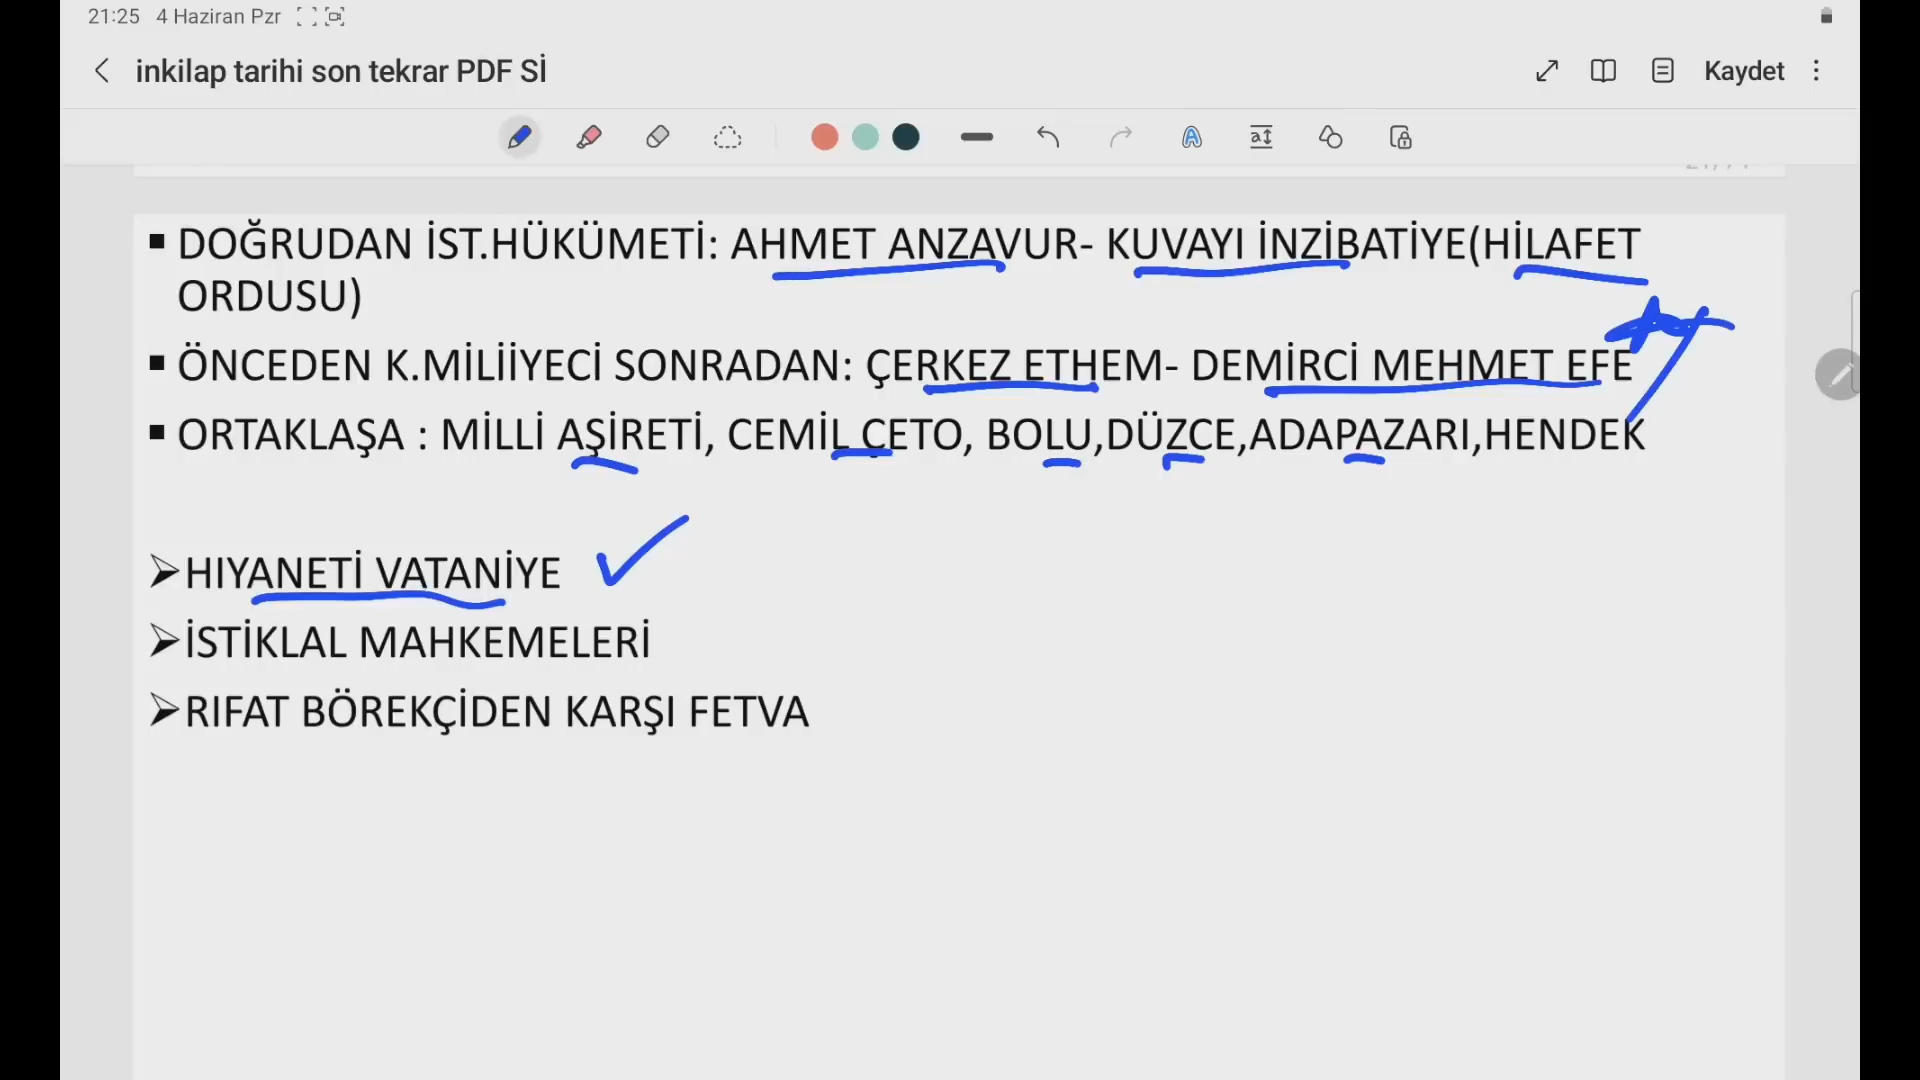 21:25 4 Haziran Pzr
inkilap tarihi son tekrar PDF Sİ
Kaydet
▪ DOĞRUDAN İST.HÜKÜMETİ: AHMET ANZAVUR- KUVAYI İNZİBATİYE(HİLAFET
ORDUSU)
▪ ÖNCEDEN K.MİLİİYECİ SONRADAN: ÇERKEZ ETHEM- DEMİRCİ MEHMET EFE
▪ ORTAKLAŞA : MİLLİ AŞİRETİ, CEMİL ÇETO, BOLU,DÜZCE,ADAPAZARI,HENDEK
➢HIYANETİ VATANİYE
➢İSTİKLAL MAHKEMELERİ
➢RIFAT BÖREKÇİDEN KARŞI FETVA